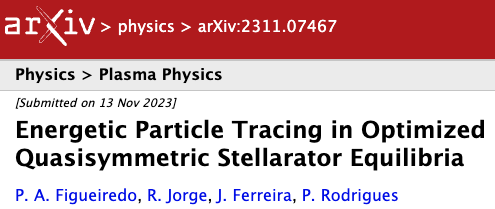 arXiv > physics > arXiv:2311.07467
Physics > Plasma Physics
[Submitted on 13 Nov 2023]
Energetic Particle Tracing in Optimized
Quasisymmetric Stellarator Equilibria
P. A. Figueiredo, R. Jorge, J. Ferreira, P. Rodrigues